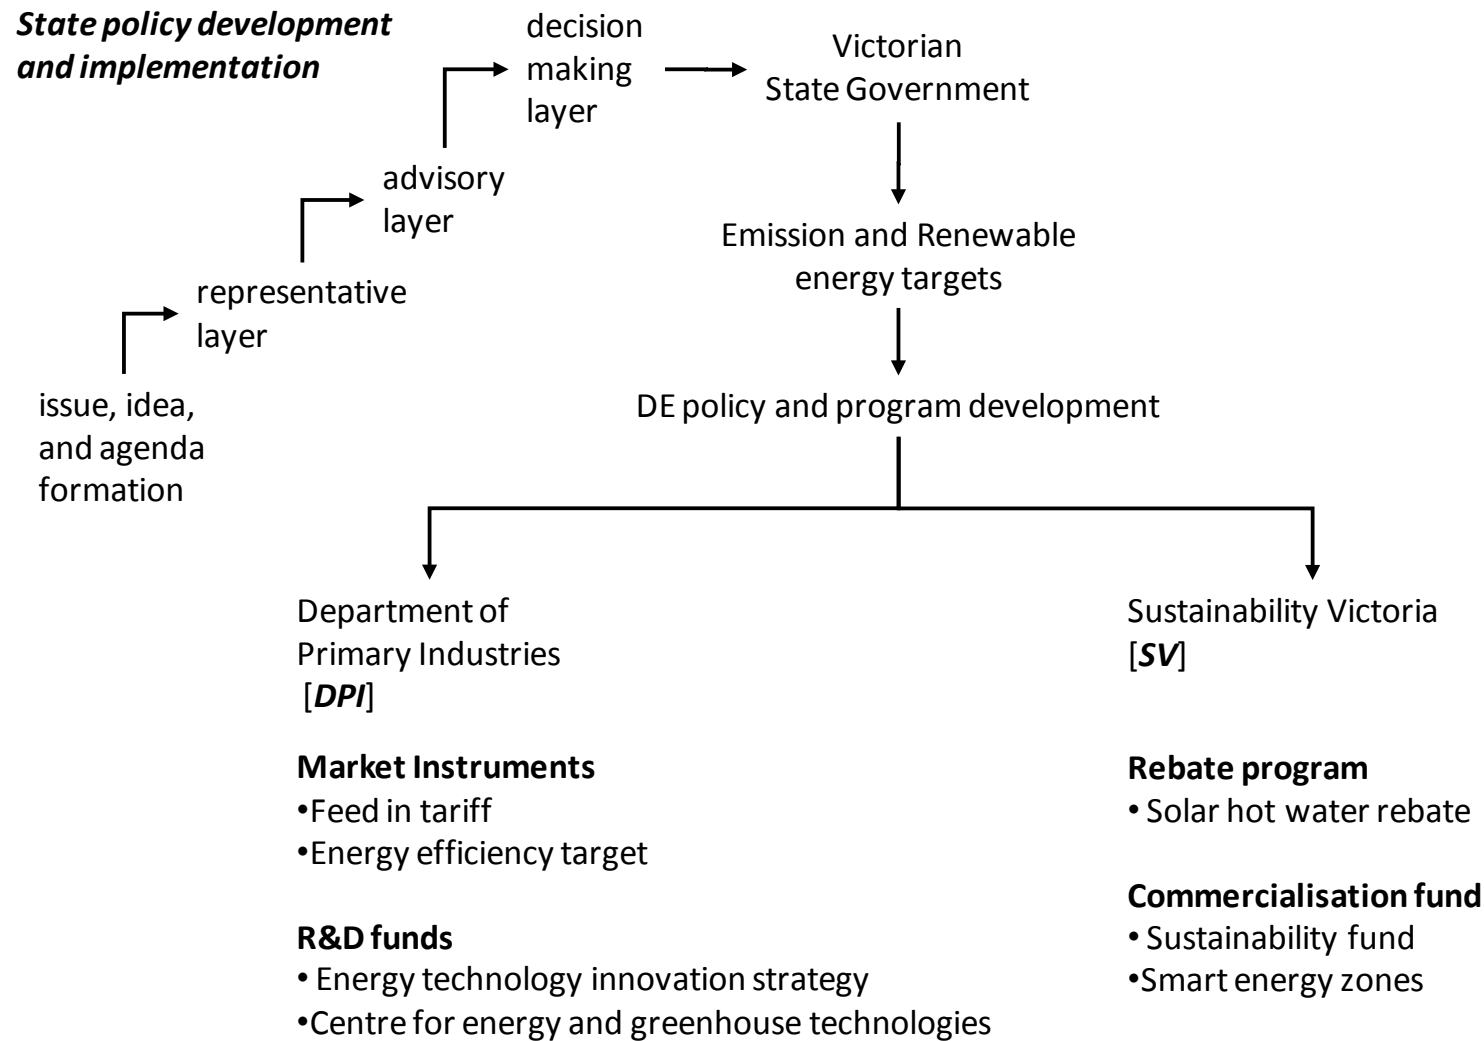 State policy development
and implementation
decision
making
layer
Victorian
State Government
advisory
layer
Emission and Renewable
energy targets
representative
layer
issue, idea,
and agenda
formation
DE policy and program development
Department of
Primary Industries
[DPI]
Market Instruments
•Feed in tariff
•Energy efficiency target
R&D funds
• Energy technology innovation strategy
•Centre for energy and greenhouse technologies
Sustainability Victoria
[SV]
Rebate program
• Solar hot water rebate
Commercialisation fund
• Sustainability fund
•Smart energy zones